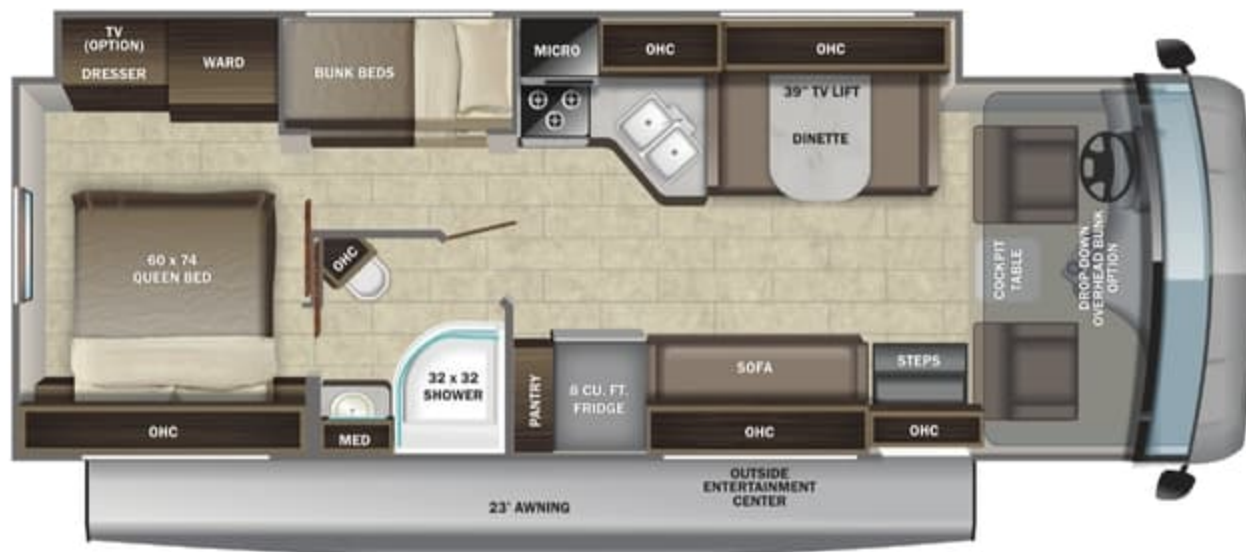 TV
(OPTION)
DRESSER
WARD
BUNK BEDS
MICRO
OHC
OHC
39" TV LIFT
DINETTE
60 x 74
QUEEN BED
OHC
COCKPIT
TABLE
DROP-DOWN
OVERHEAD BUNK
OPTION
32 x 32
SHOWER
PANTRY
8 CU. FT.
FRIDGE
SOFA
STEPS
OHC
MED
OHC
OHC
OUTSIDE
ENTERTAINMENT
CENTER
23' AWNING